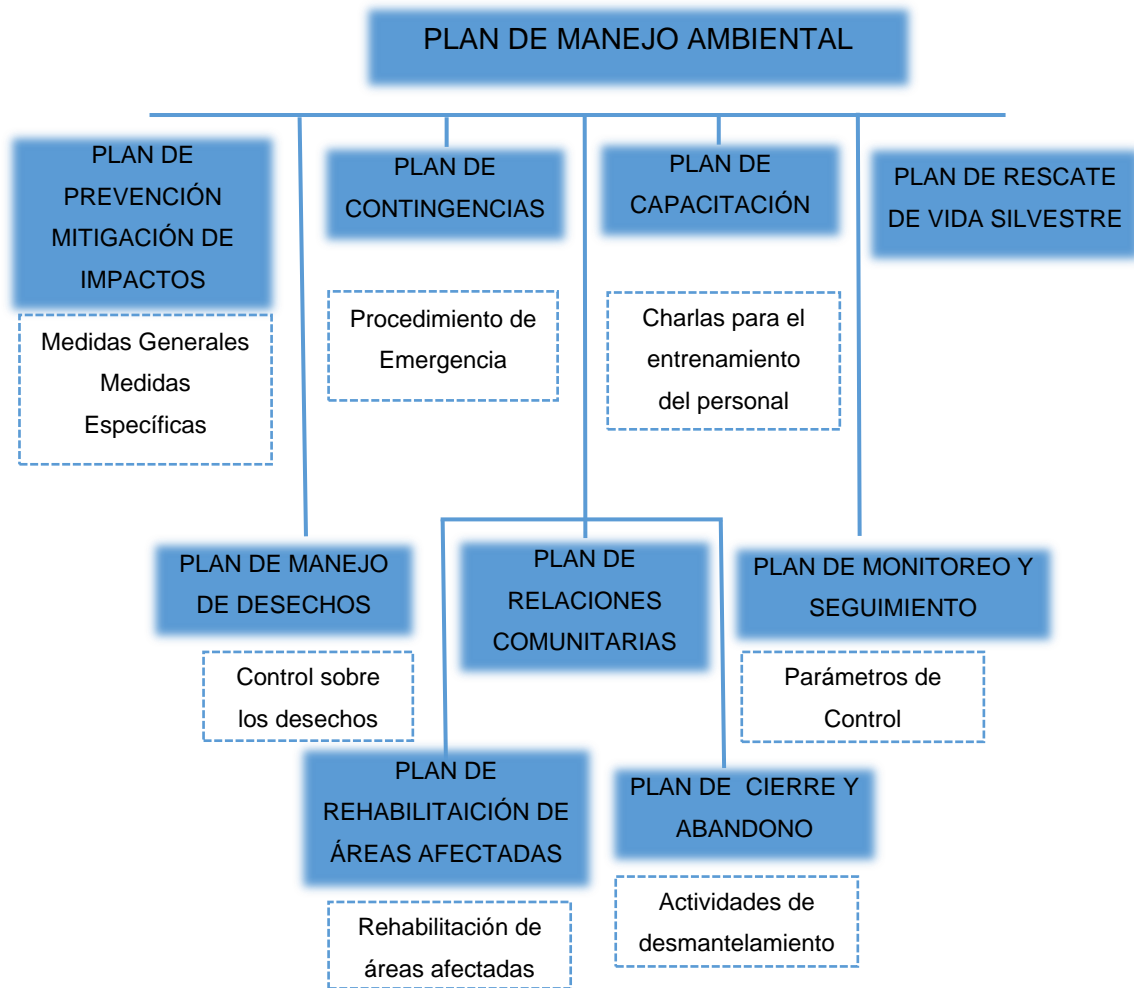 PLAN DE MANEJO AMBIENTAL
PLAN DE
PREVENCIÓN
MITIGACIÓN DE
IMPACTOS
Medidas Generales
Medidas
Específicas
PLAN DE
CONTINGENCIAS
Procedimiento de
Emergencia
PLAN DE
CAPACITACIÓN
Charlas para el
entrenamiento
del personal
PLAN DE RESCATE
DE VIDA SILVESTRE
PLAN DE MANEJO
DE DESECHOS
Control sobre
los desechos
PLAN DE
RELACIONES
COMUNITARIAS
PLAN DE MONITOREO Y
SEGUIMIENTO
Parámetros de
Control
PLAN DE
REHABILITAICIÓN DE
ÁREAS AFECTADAS
Rehabilitación de
áreas afectadas
PLAN DE  CIERRE Y
ABANDONO
Actividades de
desmantelamiento